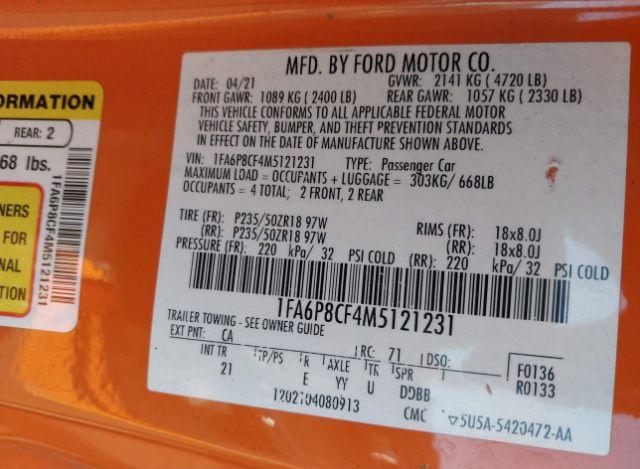 ORMATION
REAR: 2
68 lbs.
1FA6P8CF4M5121231
NERS
FOR
NAL
TION
MFD. BY FORD MOTOR CO.
DATE: 04/21 GVWR: 2141 KG ( 4720 LB)
FRONT GAWR: 1089 KG ( 2400 LB) REAR GAWR: 1057 KG ( 2330 LB)
THIS VEHICLE CONFORMS TO ALL APPLICABLE FEDERAL MOTOR
VEHICLE SAFETY, BUMPER, AND THEFT PREVENTION STANDARDS
IN EFFECT ON THE DATE OF MANUFACTURE SHOWN ABOVE.
VIN: 1FA6P8CF4M5121231 TYPE: Passenger Car
MAXIMUM LOAD = OCCUPANTS + LUGGAGE = 303KG/ 668LB
OCCUPANTS = 4 TOTAL; 2 FRONT, 2 REAR
TIRE (FR): P235/50ZR18 97W RIMS (FR): 18x8.0J
(RR): P235/50ZR18 97W (RR): 18x8.0J
PRESSURE (FR): 220 kPa/ 32 PSI COLD (RR): 220 kPa/ 32 PSI COLD
1FA6P8CF4M5121231
TRAILER TOWING - SEE OWNER GUIDE
EXT PNT: CA RC: 71 DSO: F0136
INT TR TP/PS R AXLE TR SPR R0133
21 E YY U DDBB
1202104080913 CMC 5U5A-5420472-AA